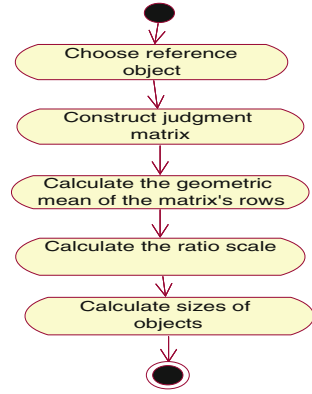 Choose reference
object
Construct judgment
matrix
Calculate the geometric
mean of the matrix's rows
Calculate the ratio scale
Calculate sizes of
objects